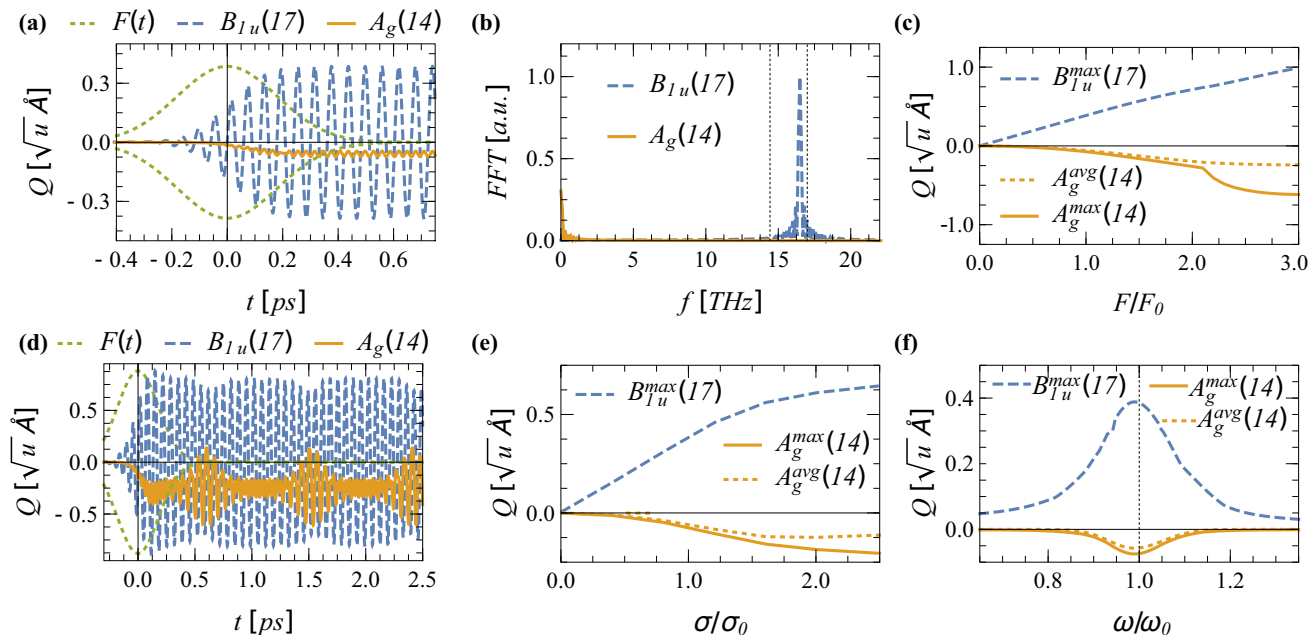 (a) F(t) B1u(17) Ag(14)
Q [√u Å]
0.3
0.0
- 0.3
- 0.4 - 0.2 0.0 0.2 0.4 0.6
t [ps]
(b)
FFT [a.u.]
1.0
0.5
0.0
B1u(17)
Ag(14)
0 5 10 15 20
f [THz]
(c)
Q [√u Å]
1.0
0.0
-1.0
B1u^max(17)
Ag^avg(14)
Ag^max(14)
0.0 1.0 2.0 3.0
F/F0
(d) F(t) B1u(17) Ag(14)
Q [√u Å]
0.5
0.0
- 0.5
0.0 0.5 1.0 1.5 2.0 2.5
t [ps]
(e)
Q [√u Å]
0.5
0.0
B1u^max(17)
Ag^max(14)
Ag^avg(14)
0.0 1.0 2.0
σ/σ0
(f)
Q [√u Å]
0.4
0.2
0.0
B1u^max(17) Ag^max(14)
Ag^avg(14)
0.8 1.0 1.2
ω/ω0